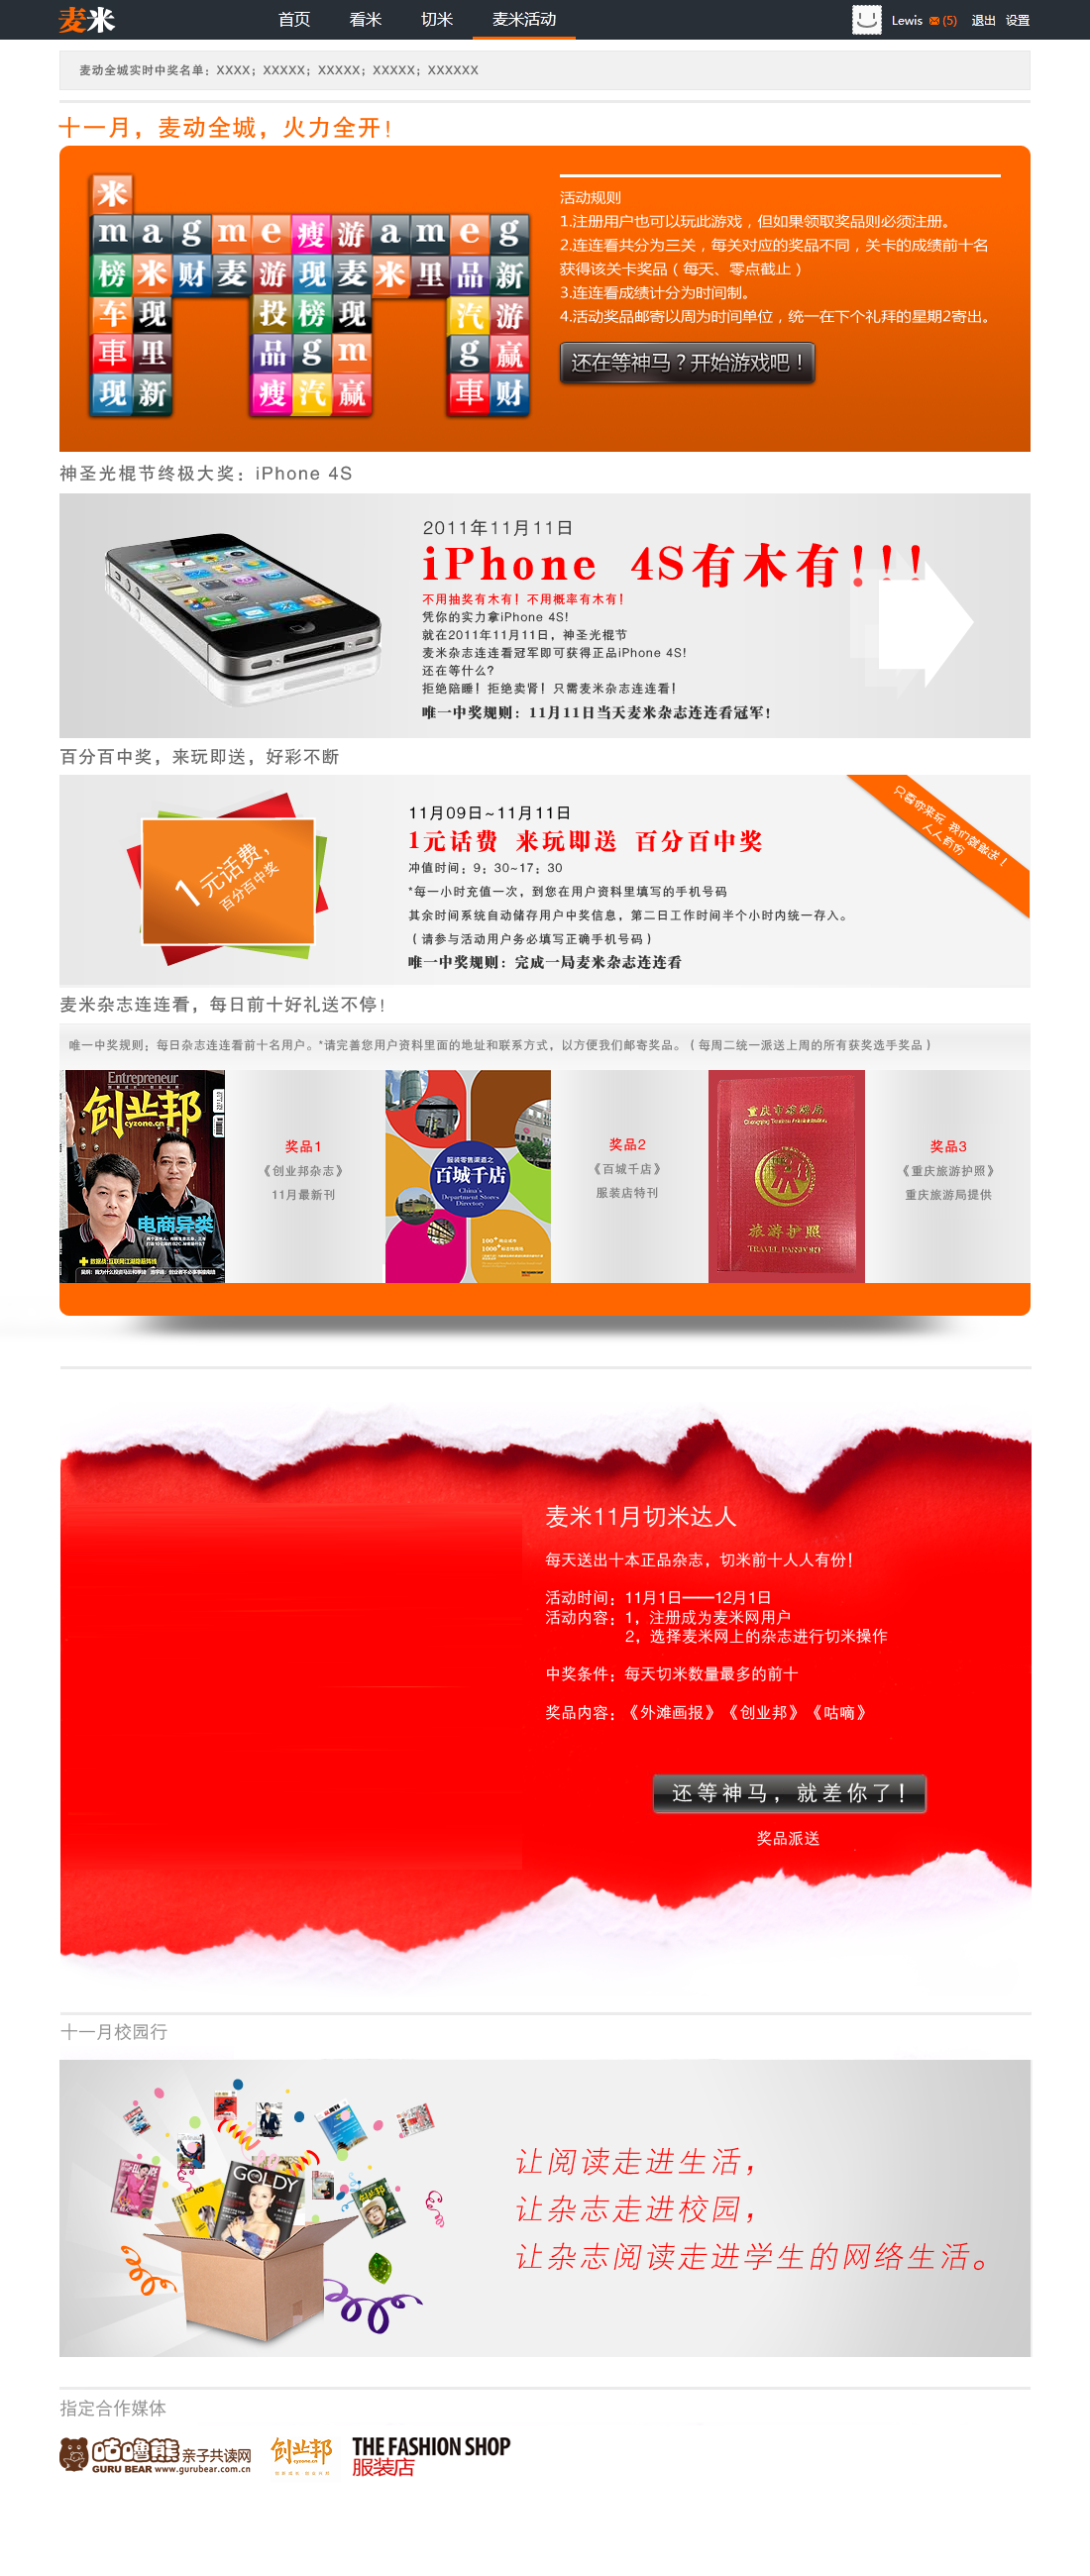 麦米
首页
看米
切米
麦米活动
Lewis
(5)
退出
设置
麦动全城实时中奖名单：XXXX；XXXXX；XXXXX；XXXXX；XXXXXX
十一月，麦动全城，火力全开！
米
m a g m e 瘦 游 a m e g
榜 米 财 麦 游 现 麦 米 里 品 新
车 现 投 榜 现 汽 游
車 里 品 g m g 赢
现 新 瘦 汽 赢 車 财
活动规则
1.注册用户也可以玩此游戏，但如果领取奖品则必须注册。
2.连连看共分为三关，每关对应的奖品不同，关卡的成绩前十名
获得该关卡奖品（每天、零点截止）
3.连连看成绩计分为时间制。
4.活动奖品邮寄以周为时间单位，统一在下个礼拜的星期2寄出。
还在等神马？开始游戏吧！
神圣光棍节终极大奖：iPhone 4S
2011年11月11日
iPhone 4S有木有!!!
不用抽奖有木有！不用概率有木有！
凭你的实力拿iPhone 4S!
就在2011年11月11日，神圣光棍节
麦米杂志连连看冠军即可获得正品iPhone 4S!
还在等什么?
拒绝陪睡！拒绝卖肾！只需麦米杂志连连看！
唯一中奖规则：11月11日当天麦米杂志连连看冠军!
百分百中奖，来玩即送，好彩不断
1元话费，
百分百中奖
11月09日~11月11日
1元话费 来玩即送 百分百中奖
冲值时间；9；30~17；30
*每一小时充值一次，到您在用户资料里填写的手机号码
其余时间系统自动储存用户中奖信息，第二日工作时间半个小时内统一存入。
（请参与活动用户务必填写正确手机号码）
唯一中奖规则：完成一局麦米杂志连连看
只要你来玩 我们就敢送！
人人有份
麦米杂志连连看，每日前十好礼送不停！
唯一中奖规则；每日杂志连连看前十名用户。*请完善您用户资料里面的地址和联系方式，以方便我们邮寄奖品。（每周二统一派送上周的所有获奖选手奖品）
Entrepreneur
创业邦
cyzone.cn
电商异类
奖品1
《创业邦杂志》
11月最新刊
服装零售渠道之
百城千店
China's
Department Stores
Directory
奖品2
《百城千店》
服装店特刊
重庆市旅游局
Chongqing Tourism Administration
旅游护照
TRAVEL PASSPORT
奖品3
《重庆旅游护照》
重庆旅游局提供
麦米11月切米达人
每天送出十本正品杂志，切米前十人人有份！
活动时间：11月1日——12月1日
活动内容：1，注册成为麦米网用户
2，选择麦米网上的杂志进行切米操作
中奖条件：每天切米数量最多的前十
奖品内容：《外滩画报》《创业邦》《咕嘀》
还等神马，就差你了！
奖品派送
十一月校园行
GOLDY
KO
创业邦
让阅读走进生活，
让杂志走进校园，
让杂志阅读走进学生的网络生活。
指定合作媒体
咕噜熊亲子共读网
GURU BEAR www.gurubear.com.cn
创业邦
cyzone.cn
THE FASHION SHOP
服装店